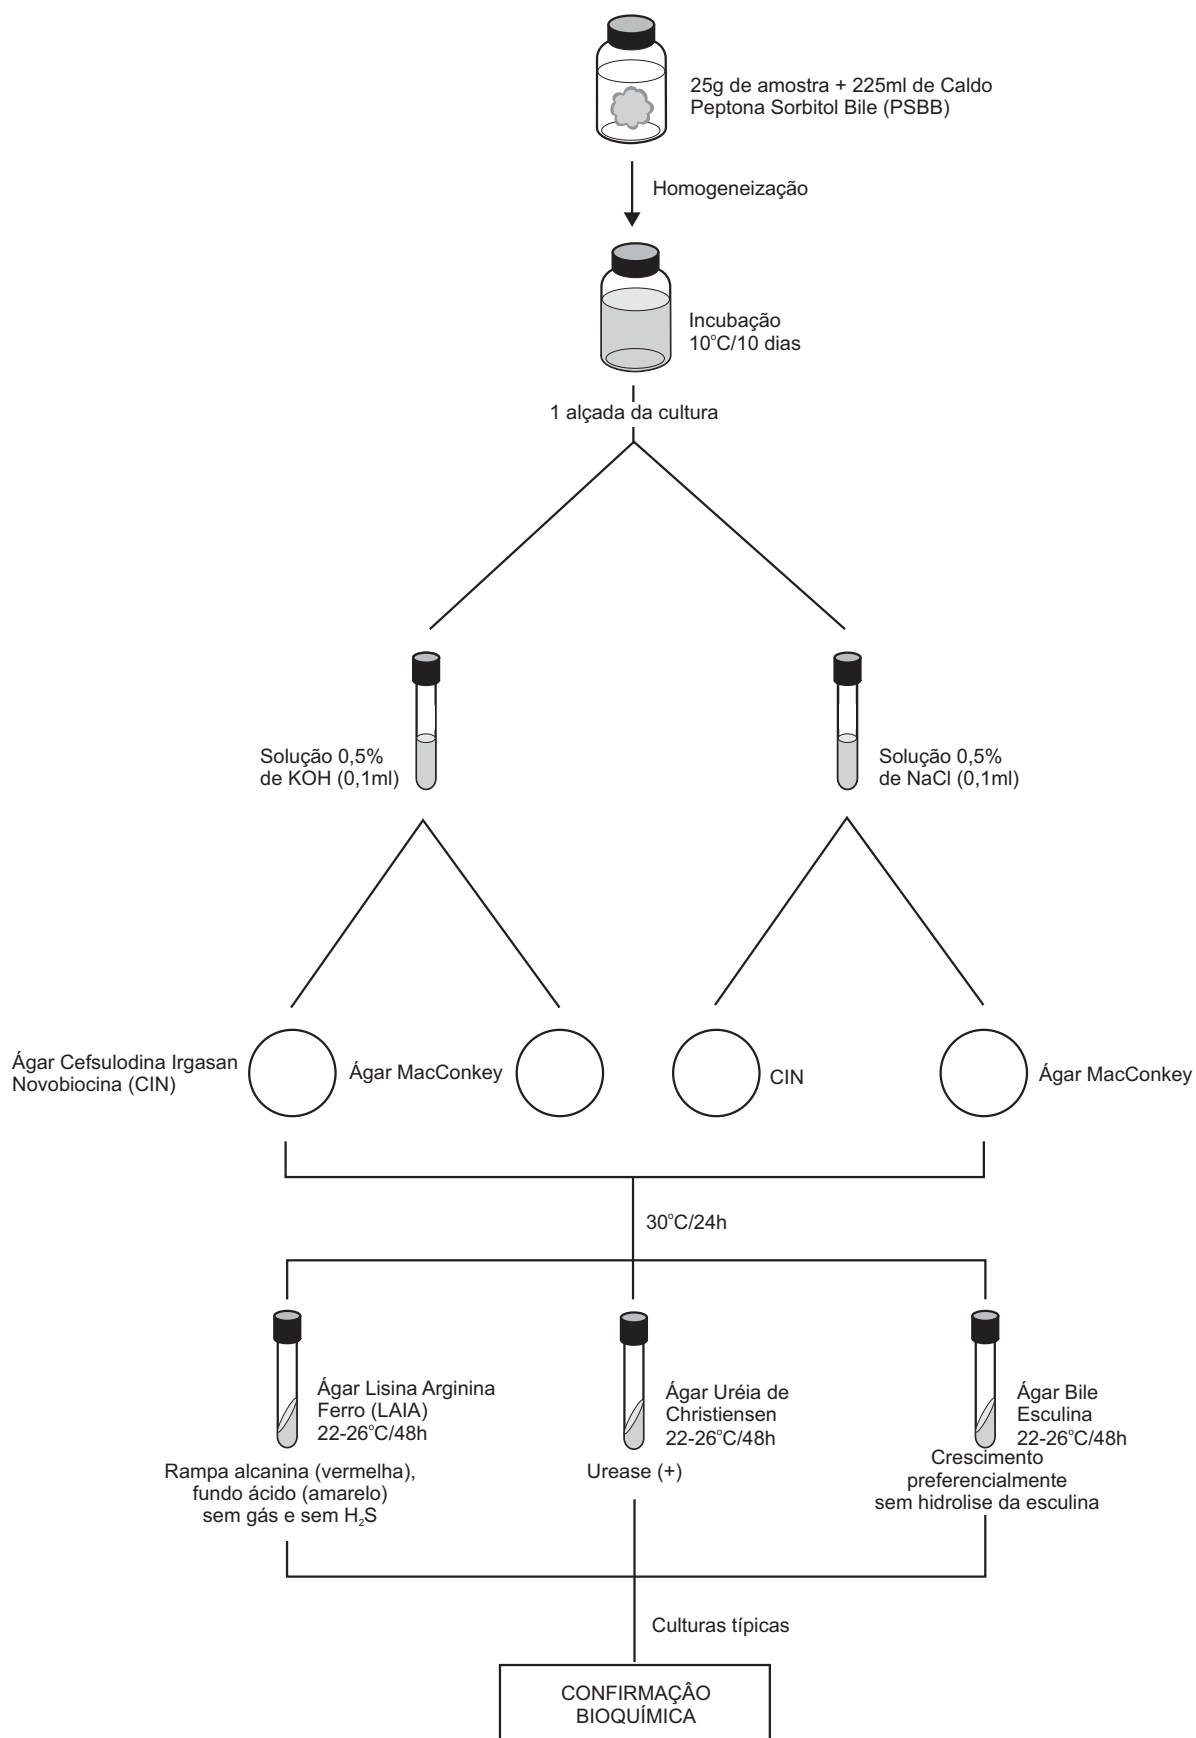 25g de amostra + 225ml de Caldo
Peptona Sorbitol Bile (PSBB)
Homogeneização
Incubação
10°C/10 dias
1 alçada da cultura
Solução 0,5%
de KOH (0,1ml)
Solução 0,5%
de NaCl (0,1ml)
Ágar Cefsulodina Irgasan
Novobiocina (CIN)
Ágar MacConkey
CIN
Ágar MacConkey
30°C/24h
Ágar Lisina Arginina
Ferro (LAIA)
22-26°C/48h
Rampa alcanina (vermelha),
fundo ácido (amarelo)
sem gás e sem H₂S
Ágar Uréia de
Christiensen
22-26°C/48h
Urease (+)
Ágar Bile
Esculina
22-26°C/48h
Crescimento
preferencialmente
sem hidrolise da esculina
Culturas típicas
CONFIRMAÇÂO
BIOQUÍMICA